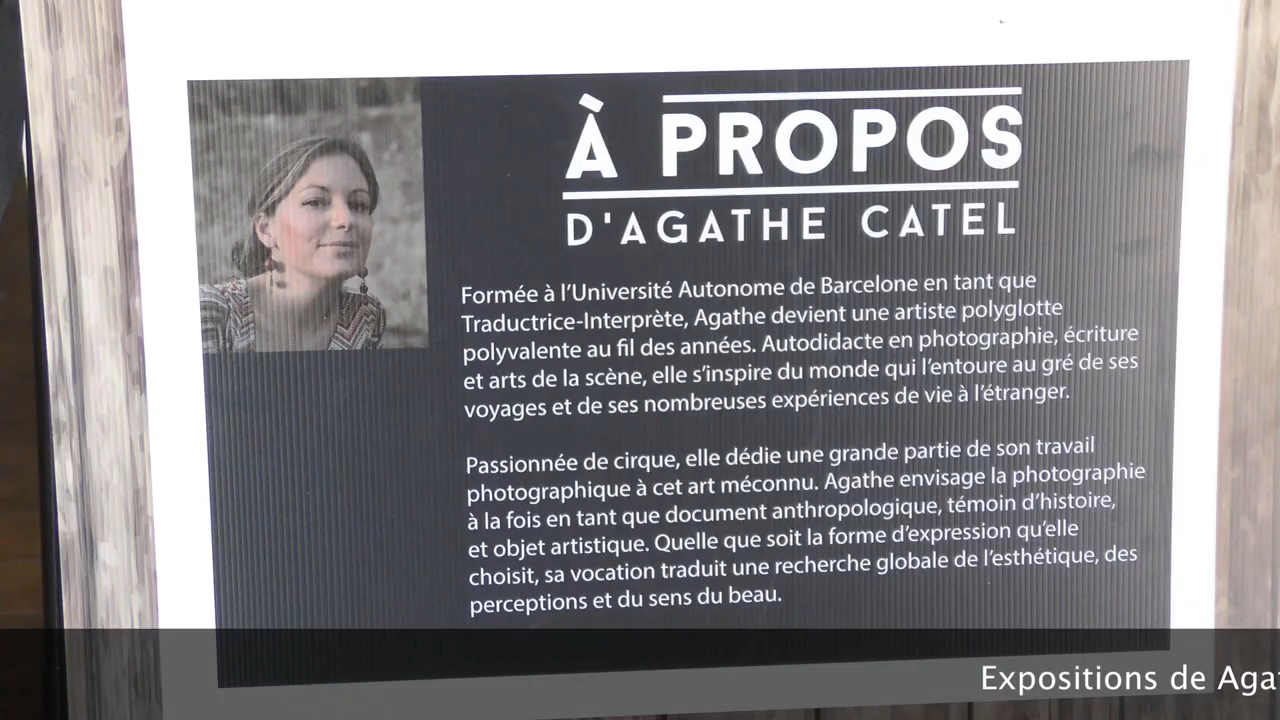 À PROPOS
D'AGATHE CATEL
Formée à l'Université Autonome de Barcelone en tant que
Traductrice-Interprète, Agathe devient une artiste polyglotte
polyvalente au fil des années. Autodidacte en photographie, écriture
et arts de la scène, elle s'inspire du monde qui l'entoure au gré de ses
voyages et de ses nombreuses expériences de vie à l'étranger.
Passionnée de cirque, elle dédie une grande partie de son travail
photographique à cet art méconnu. Agathe envisage la photographie
à la fois en tant que document anthropologique, témoin d'histoire,
et objet artistique. Quelle que soit la forme d'expression qu'elle
choisit, sa vocation traduit une recherche globale de l'esthétique, des
perceptions et du sens du beau.
Expositions de